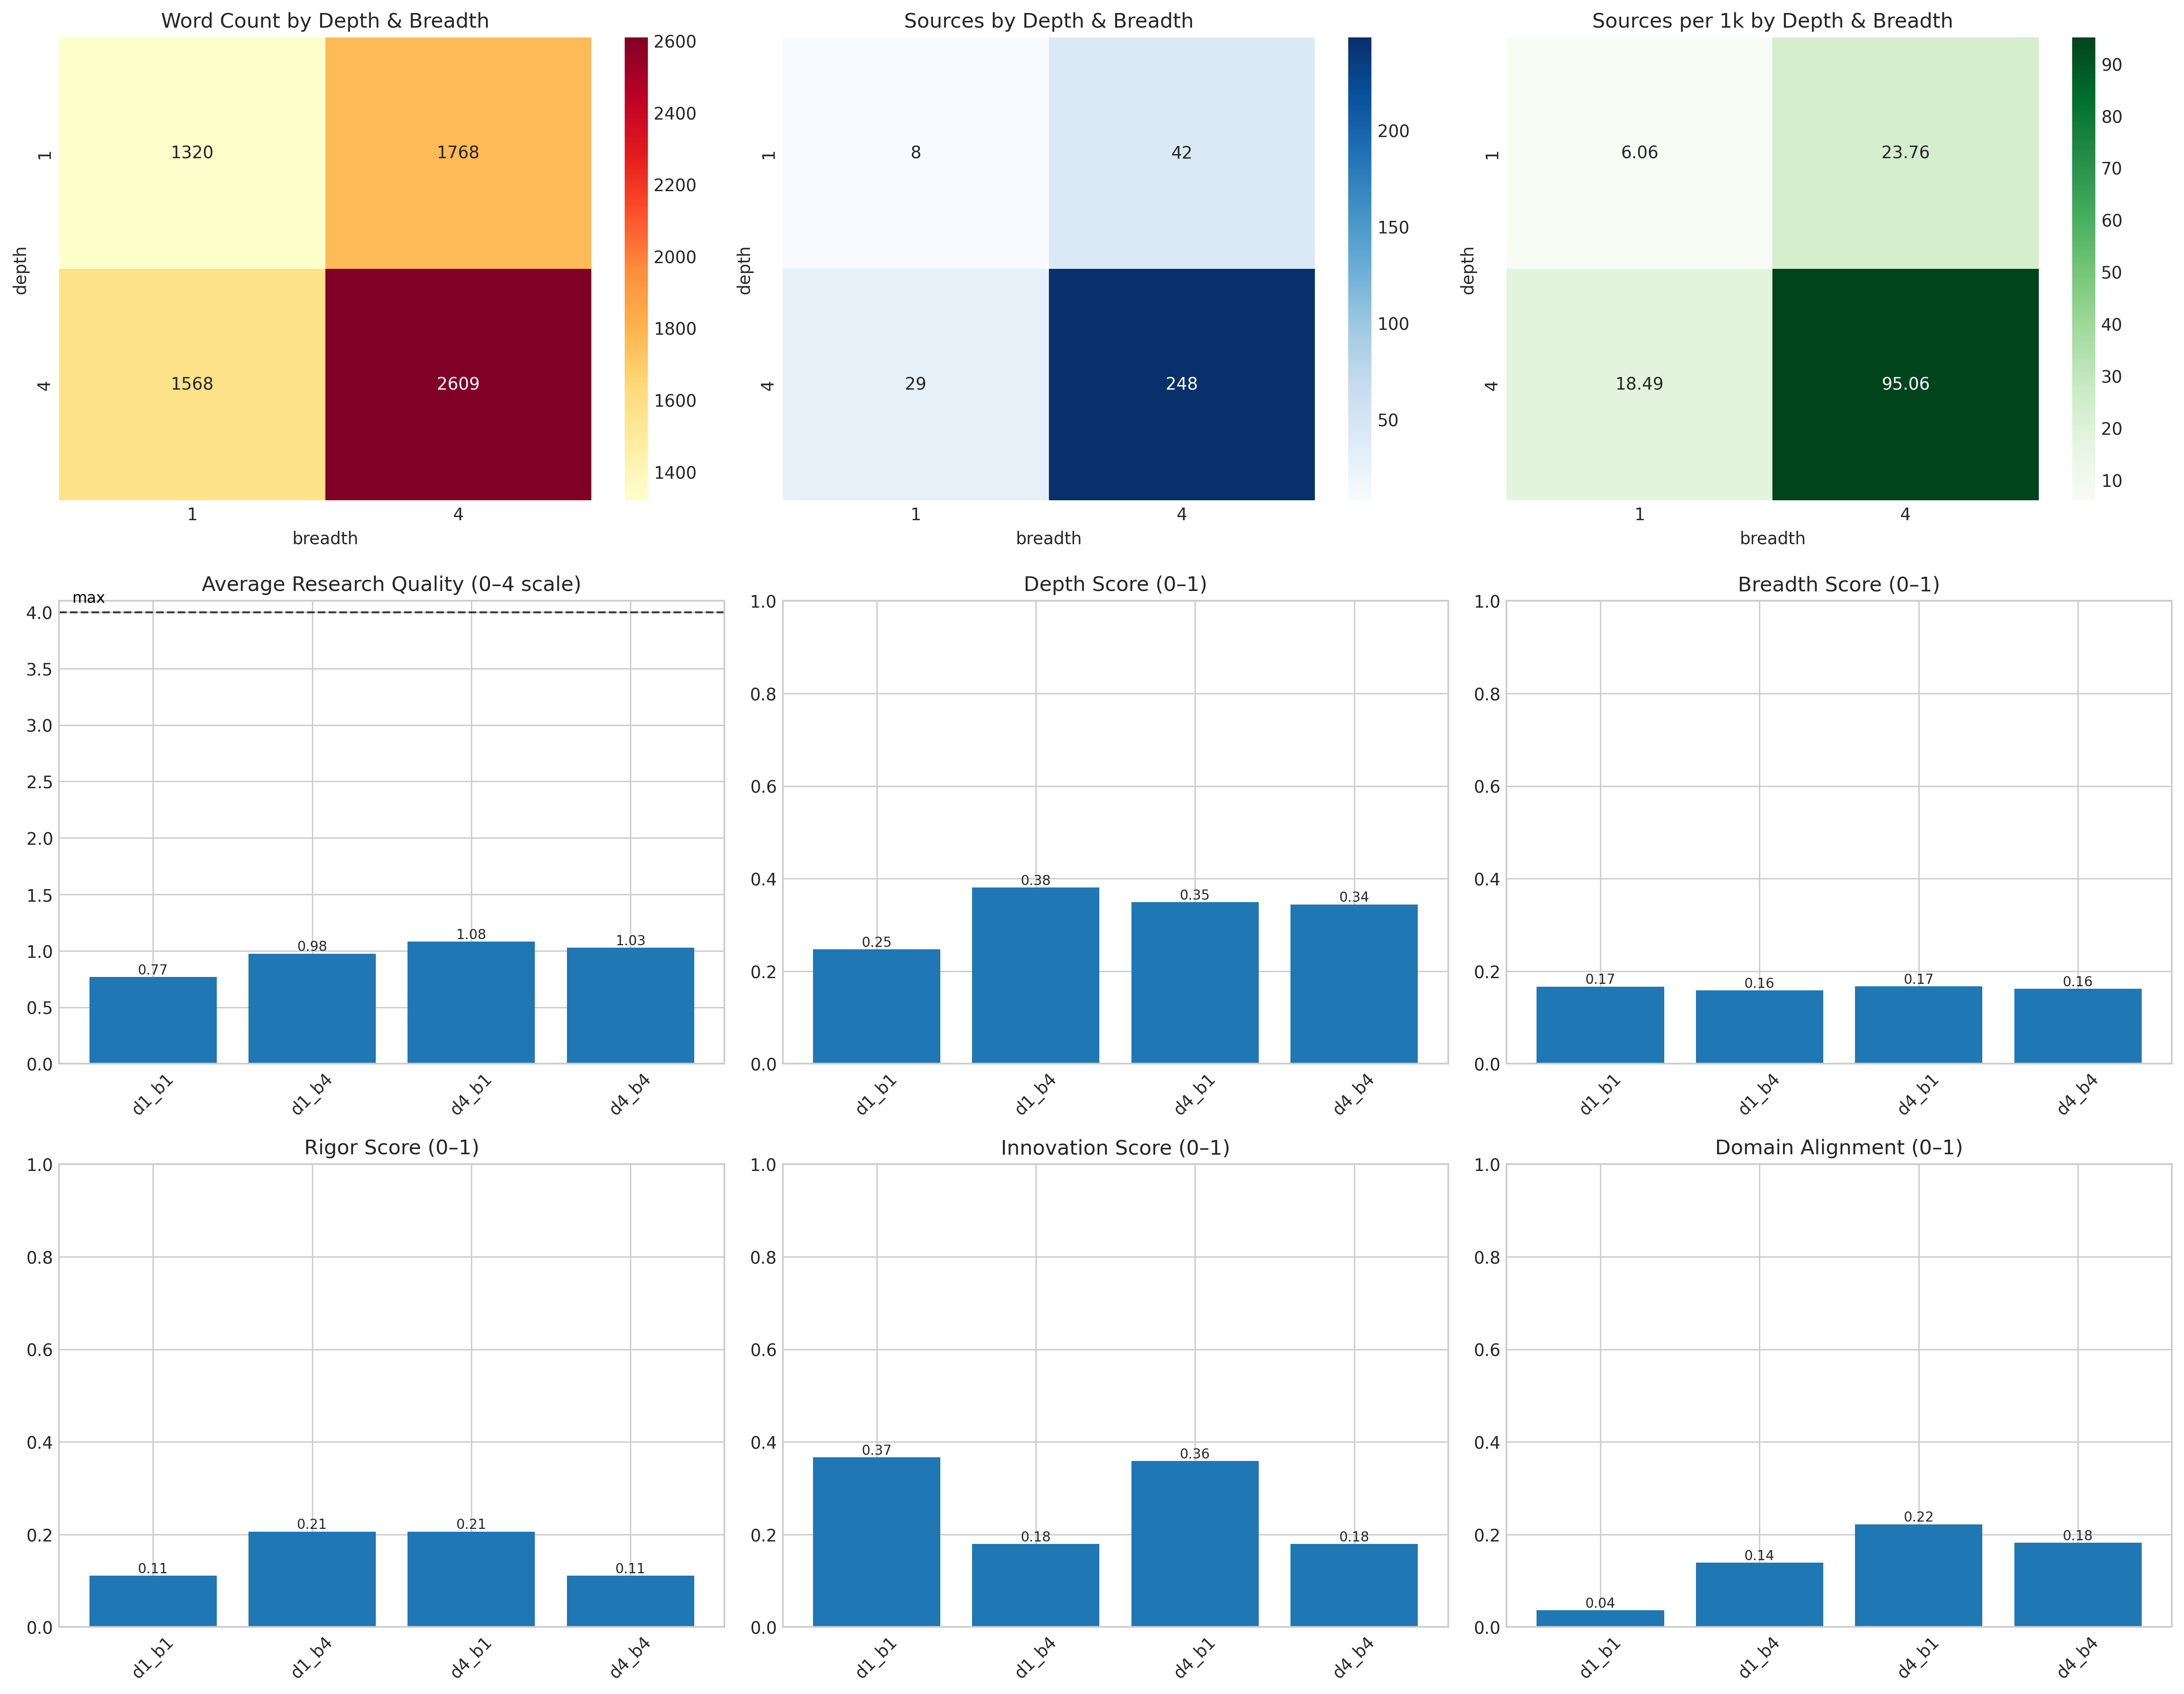 Word Count by Depth & Breadth
1
4
depth
1320
1768
1568
2609
1
4
breadth
2600
2400
2200
2000
1800
1600
1400
Sources by Depth & Breadth
1
4
depth
8
42
29
248
1
4
breadth
200
150
100
50
Sources per 1k by Depth & Breadth
1
4
depth
6.06
23.76
18.49
95.06
1
4
breadth
90
80
70
60
50
40
30
20
10
Average Research Quality (0–4 scale)
max
4.0
3.5
3.0
2.5
2.0
1.5
1.0
0.5
0.0
0.77
0.98
1.08
1.03
d1_b1
d1_b4
d4_b1
d4_b4
Depth Score (0–1)
1.0
0.8
0.6
0.4
0.2
0.0
0.25
0.38
0.35
0.34
d1_b1
d1_b4
d4_b1
d4_b4
Breadth Score (0–1)
1.0
0.8
0.6
0.4
0.2
0.0
0.17
0.16
0.17
0.16
d1_b1
d1_b4
d4_b1
d4_b4
Rigor Score (0–1)
1.0
0.8
0.6
0.4
0.2
0.0
0.11
0.21
0.21
0.11
d1_b1
d1_b4
d4_b1
d4_b4
Innovation Score (0–1)
1.0
0.8
0.6
0.4
0.2
0.0
0.37
0.18
0.36
0.18
d1_b1
d1_b4
d4_b1
d4_b4
Domain Alignment (0–1)
1.0
0.8
0.6
0.4
0.2
0.0
0.04
0.14
0.22
0.18
d1_b1
d1_b4
d4_b1
d4_b4